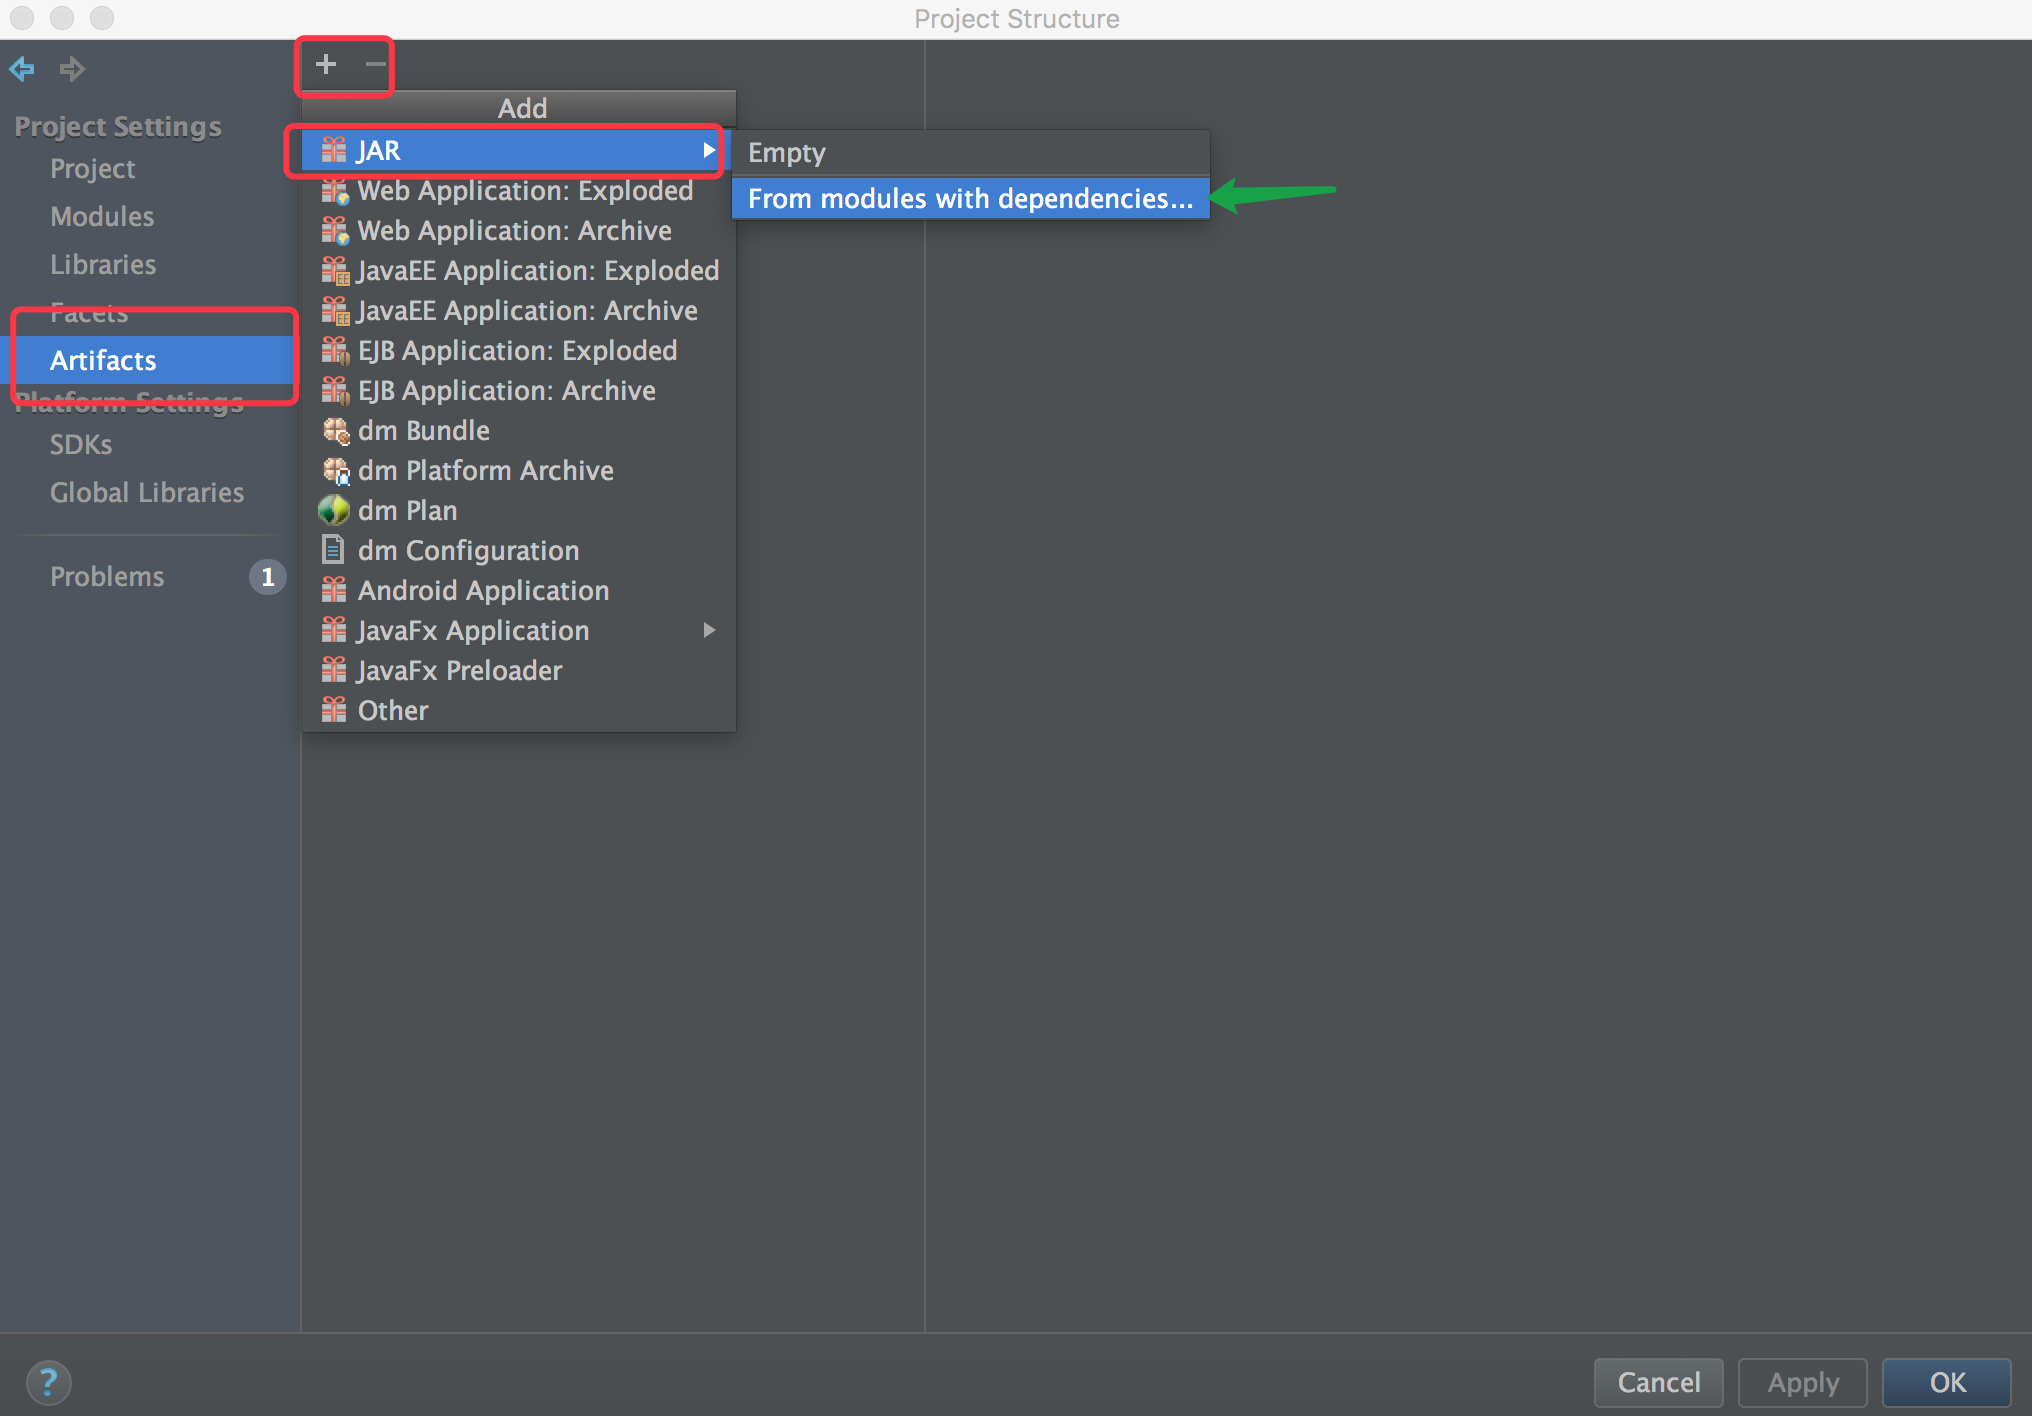 Project Structure
Project Settings
Project
Modules
Libraries
Facets
Artifacts
Platform Settings
SDKs
Global Libraries
Problems
1
Add
JAR
Web Application: Exploded
Web Application: Archive
JavaEE Application: Exploded
JavaEE Application: Archive
EJB Application: Exploded
EJB Application: Archive
dm Bundle
dm Platform Archive
dm Plan
dm Configuration
Android Application
JavaFx Application
JavaFx Preloader
Other
Empty
From modules with dependencies...
?
Cancel
Apply
OK